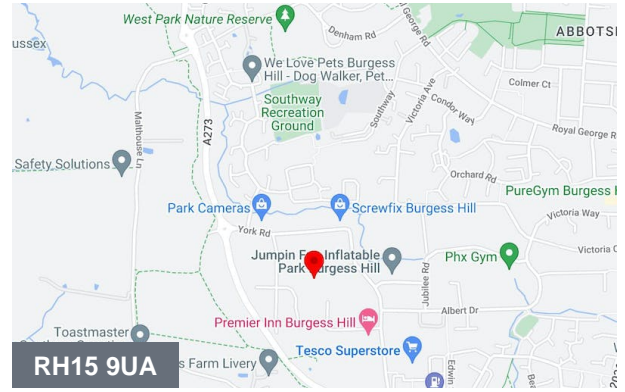 West Park Nature Reserve
Denham Rd
ABBOTS
ussex
We Love Pets Burgess
Hill - Dog Walker, Pet...
Colmer Ct
Southway
Recreation
Ground
Southway
Victoria Ave
Condor Way
Royal George R
A273
Malthouse Ln
Safety Solutions
Orchard Rd
PureGym Burgess H
Park Cameras
Screwfix Burgess Hill
Victoria Way
York Rd
Victoria C
Jumpin F Inflatable
Park Burgess Hill
Phx Gym
Jubilee Rd
Albert Dr
Premier Inn Burgess Hill
Toastmaster
Tesco Superstore
s Farm Livery
Edwin
RH15 9UA